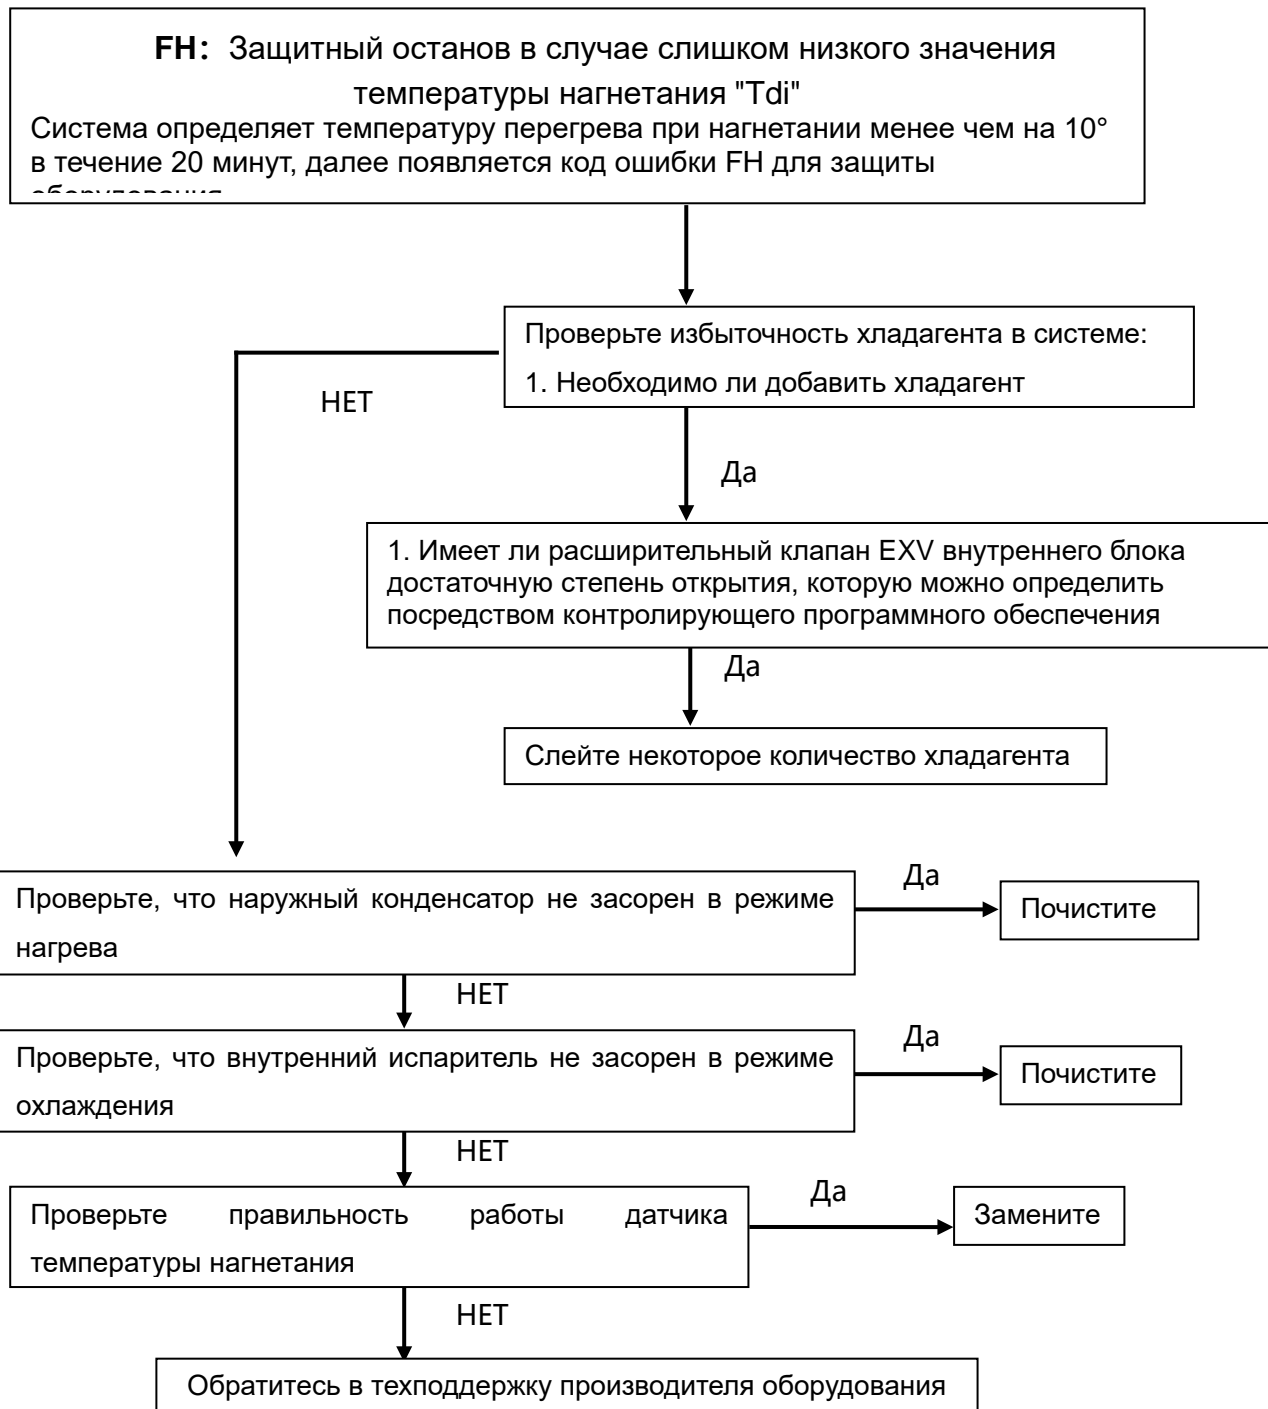 FH: Защитный останов в случае слишком низкого значения
температуры нагнетания "Tdi"
Система определяет температуру перегрева при нагнетании менее чем на 10°
в течение 20 минут, далее появляется код ошибки FH для защиты
Проверьте избыточность хладагента в системе:
1. Необходимо ли добавить хладагент
НЕТ
Да
1. Имеет ли расширительный клапан EXV внутреннего блока
достаточную степень открытия, которую можно определить
посредством контролирующего программного обеспечения
Да
Слейте некоторое количество хладагента
Проверьте, что наружный конденсатор не засорен в режиме
нагрева
Да
Почистите
НЕТ
Проверьте, что внутренний испаритель не засорен в режиме
охлаждения
Да
Почистите
НЕТ
Проверьте правильность работы датчика
температуры нагнетания
Да
Замените
НЕТ
Обратитесь в техподдержку производителя оборудования